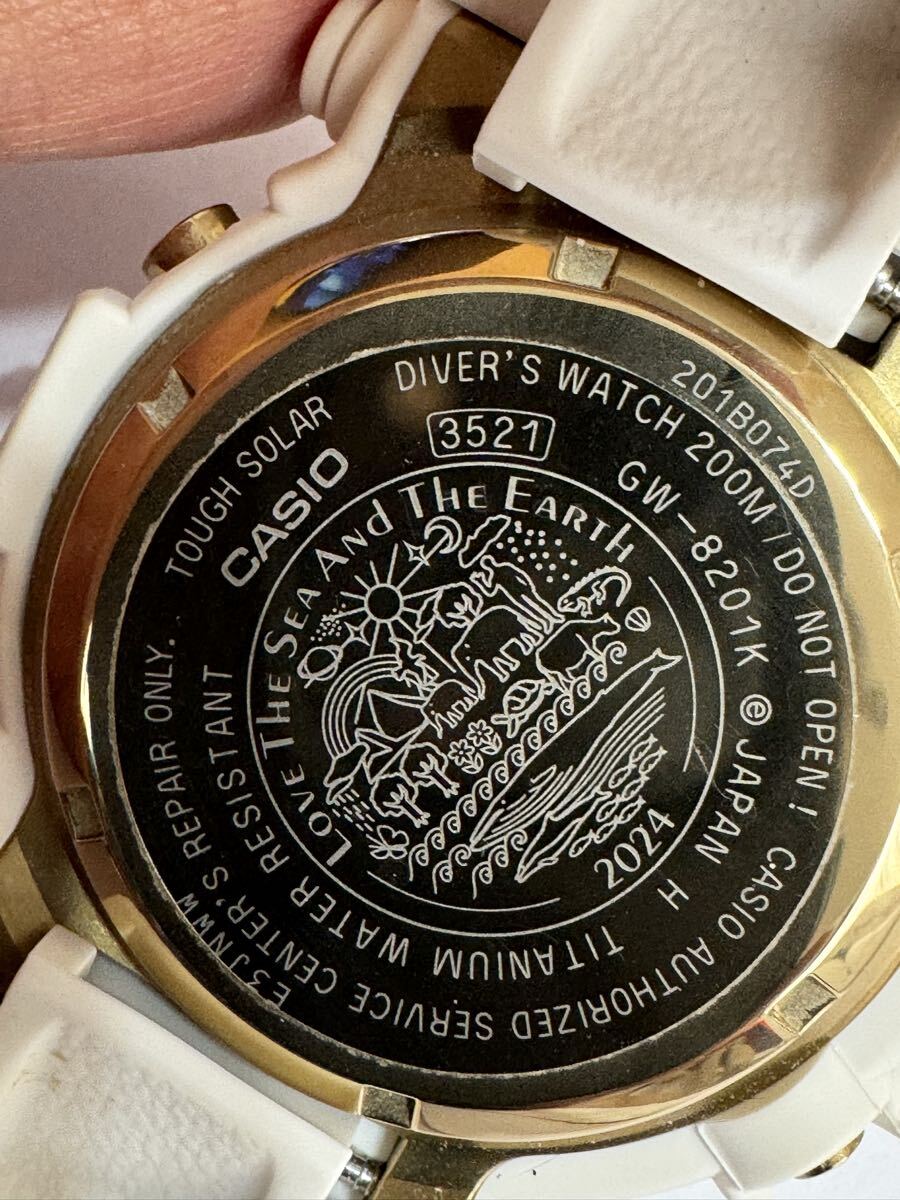 DIVER'S WATCH 200M / DO NOT OPEN! CASIO AUTHORIZED SERVICE CENTER'S REPAIR ONLY. TOUGH SOLAR
201B074D
CASIO
3521
GW-8201K ⓔ JAPAN H
TITANIUM WATER RESISTANT
E3JNWW
LOVE THE SEA AND THE EARTH
2024